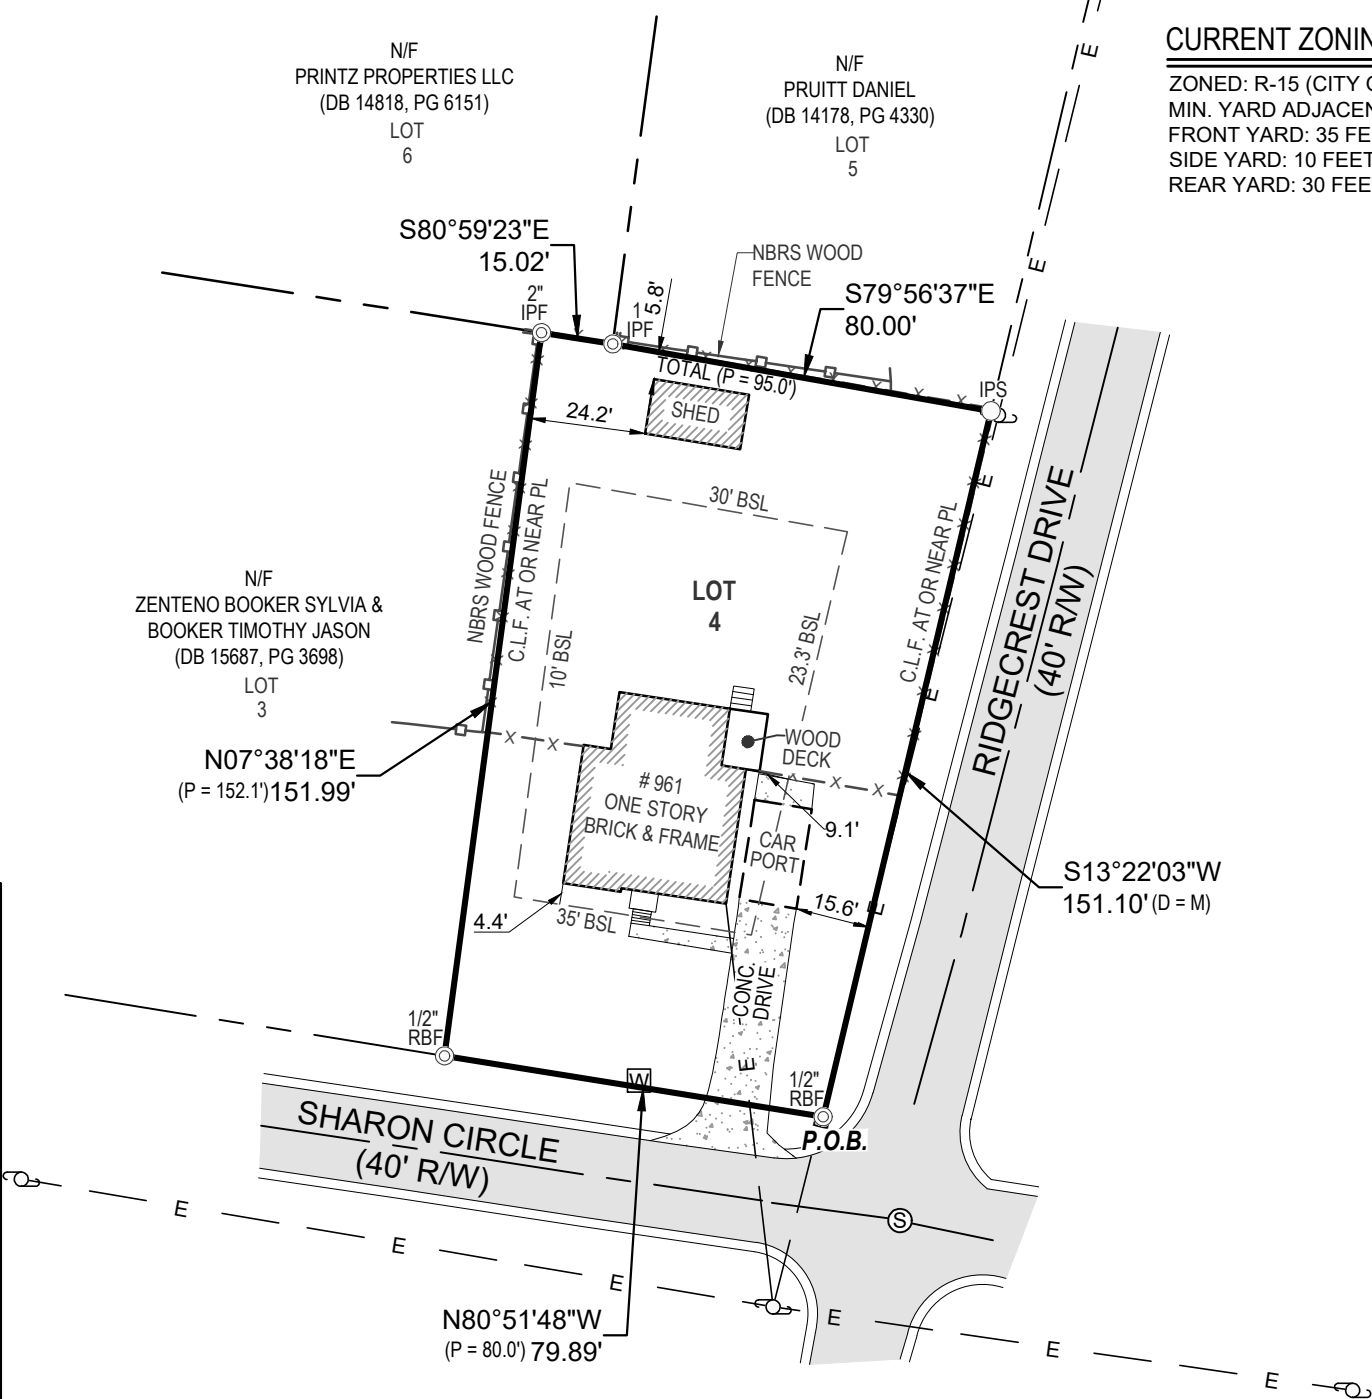 CURRENT ZONIN
ZONED: R-15 (CITY
MIN. YARD ADJACEN
FRONT YARD: 35 FE
SIDE YARD: 10 FEET
REAR YARD: 30 FEE
N/F
PRINTZ PROPERTIES LLC
(DB 14818, PG 6151)
LOT
6
N/F
PRUITT DANIEL
(DB 14178, PG 4330)
LOT
5
S80°59'23"E
15.02'
2"
IPF
1"
IPF
5.8'
NBRS WOOD
FENCE
S79°56'37"E
80.00'
TOTAL (P = 95.0')
IPS
SHED
24.2'
30' BSL
NBRS WOOD FENCE
C.L.F. AT OR NEAR PL
10' BSL
LOT
4
23.3' BSL
C.L.F. AT OR NEAR PL
RIDGECREST DRIVE
(40' R/W)
N/F
ZENTENO BOOKER SYLVIA &
BOOKER TIMOTHY JASON
(DB 15687, PG 3698)
LOT
3
N07°38'18"E
(P = 152.1') 151.99'
WOOD
DECK
# 961
ONE STORY
BRICK & FRAME
9.1'
CAR
PORT
15.6'
S13°22'03"W
151.10' (D = M)
4.4'
35' BSL
CONC.
DRIVE
1/2"
RBF
W
1/2"
RBF
P.O.B.
SHARON CIRCLE
(40' R/W)
S
N80°51'48"W
(P = 80.0') 79.89'
X
X
X
X
E
E
E
E
E
E
E
E
E
E
E
E
E